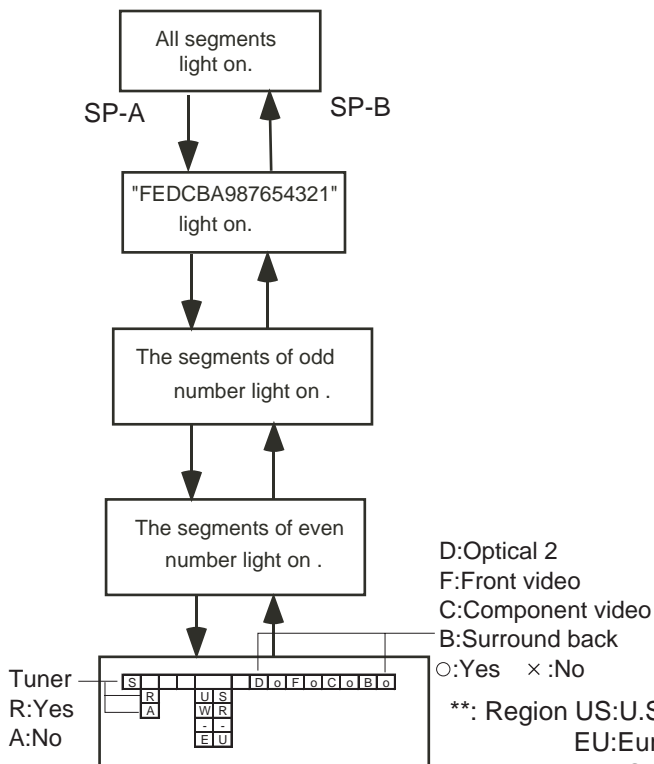 All segments
light on.
SP-A
SP-B
"FEDCBA987654321"
light on.
The segments of odd
number light on .
The segments of even
number light on .
D:Optical 2
F:Front video
C:Component video
B:Surround back
○:Yes × :No
Tuner
R:Yes
A:No
S D o F o C o B o
R U S
A W R
- -
E U
**: Region US:U.S
EU:Eur